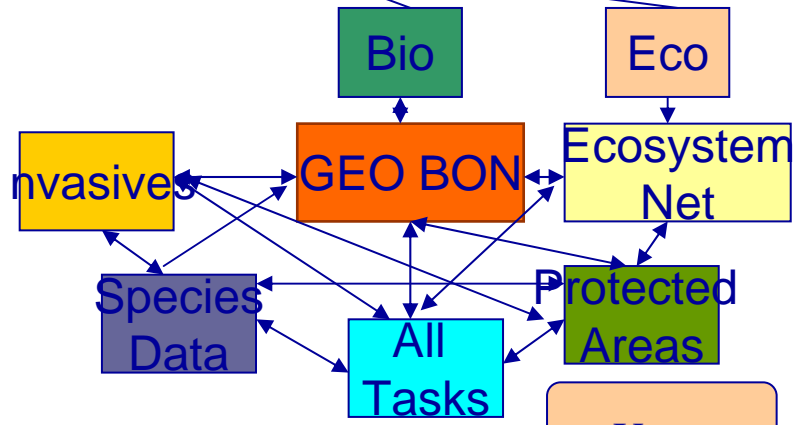 Bio
Eco
nvasives
GEO BON
Ecosystem
Net
Species
Data
All
Tasks
Protected
Areas